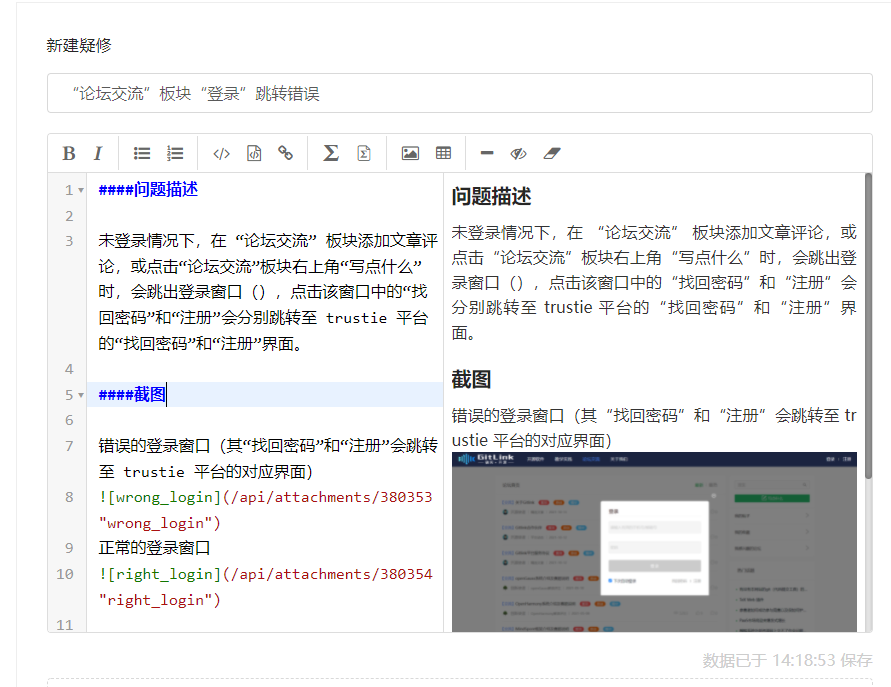 新建疑修
“论坛交流”板块“登录”跳转错误
B I
1 ####问题描述
2
3 未登录情况下，在 “论坛交流” 板块添加文章评
论，或点击“论坛交流”板块右上角“写点什么”
时，会跳出登录窗口（），点击该窗口中的“找
回密码”和“注册”会分别跳转至 trustie 平台
的“找回密码”和“注册”界面。
4
5 ####截图
6
7 错误的登录窗口（其“找回密码”和“注册”会跳转
至 trustie 平台的对应界面）
8 ![wrong_login](/api/attachments/380353
"wrong_login")
9 正常的登录窗口
10 ![right_login](/api/attachments/380354
"right_login")
11
问题描述
未登录情况下，在 “论坛交流” 板块添加文章评论，或
点击“论坛交流”板块右上角“写点什么”时，会跳出登
录窗口（），点击该窗口中的“找回密码”和“注册”会
分别跳转至 trustie 平台的“找回密码”和“注册”界
面。
截图
错误的登录窗口（其“找回密码”和“注册”会跳转至 tr
ustie 平台的对应界面）
GitLink
登录
数据已于 14:18:53 保存